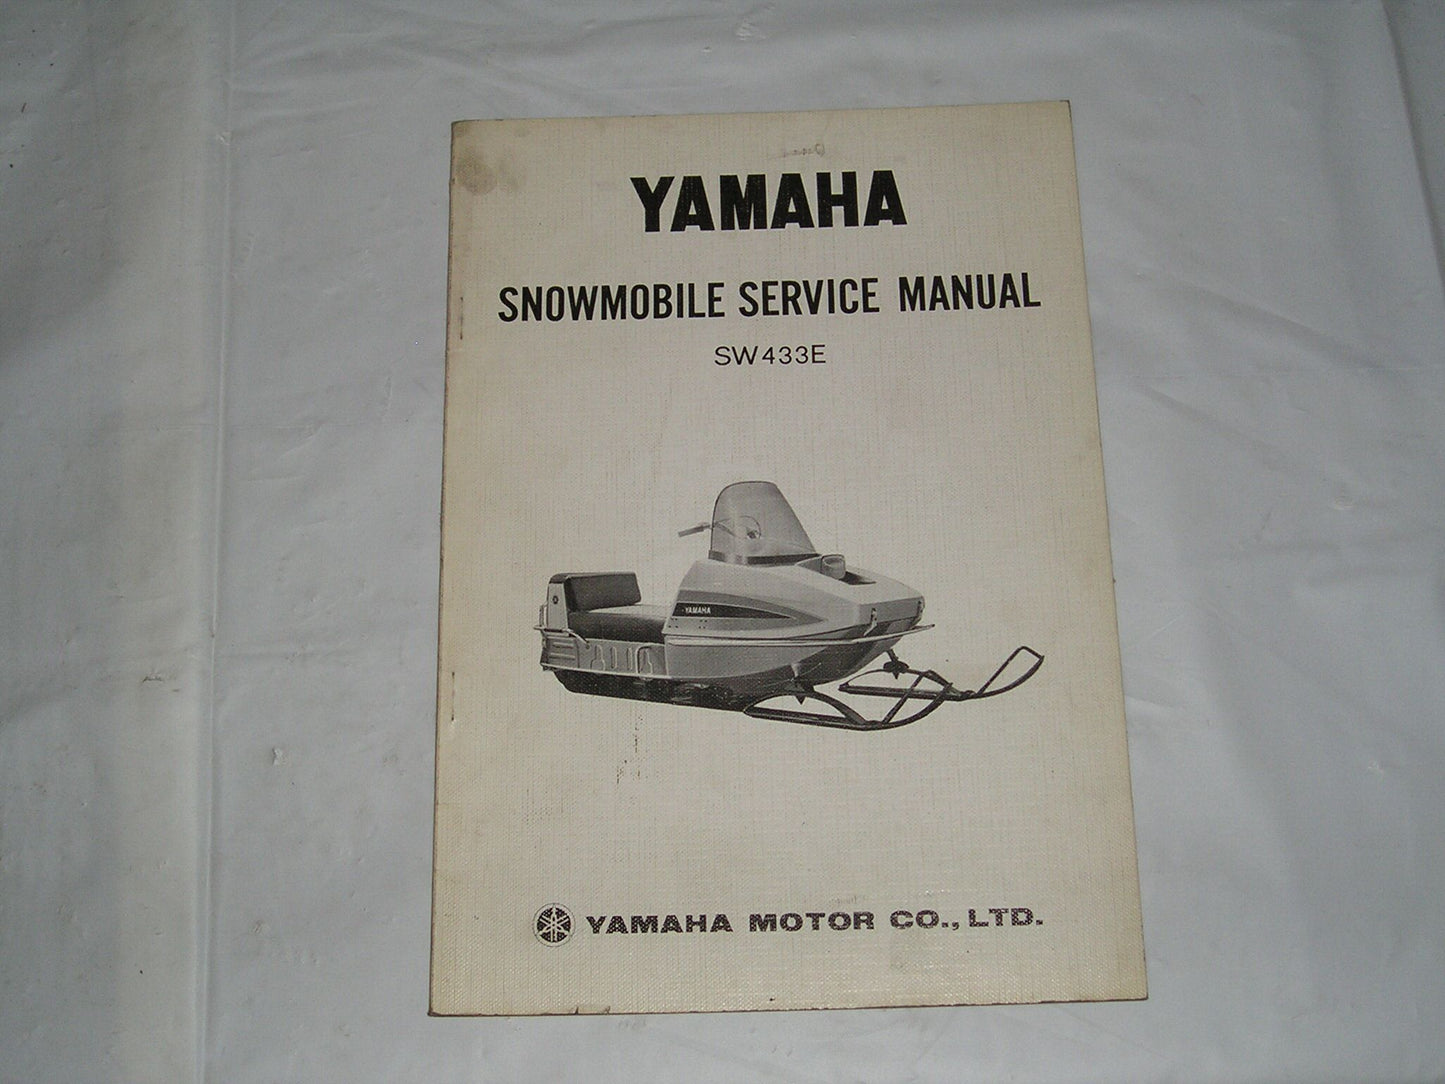 YAMAHA
SNOWMOBILE SERVICE MANUAL
SW433E
YAMAHA
YAMAHA MOTOR CO., LTD.